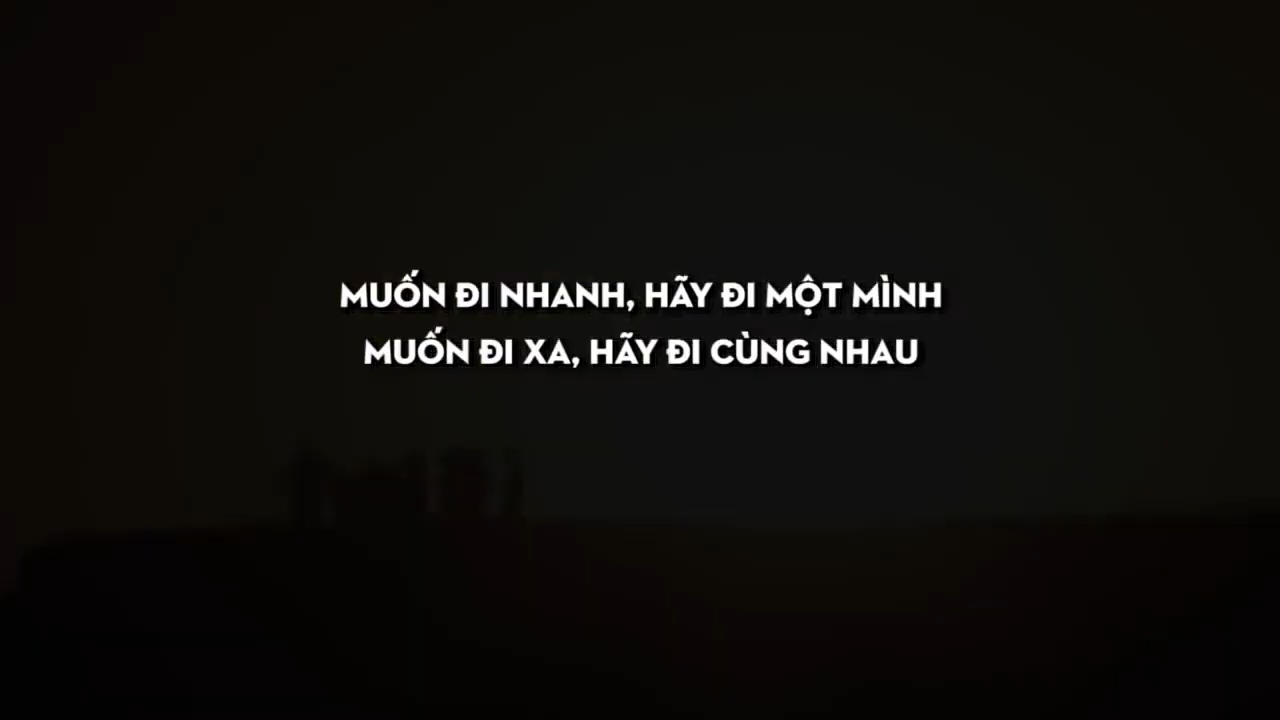 MUỐN ĐI NHANH, HÃY ĐI MỘT MÌNH
MUỐN ĐI XA, HÃY ĐI CÙNG NHAU